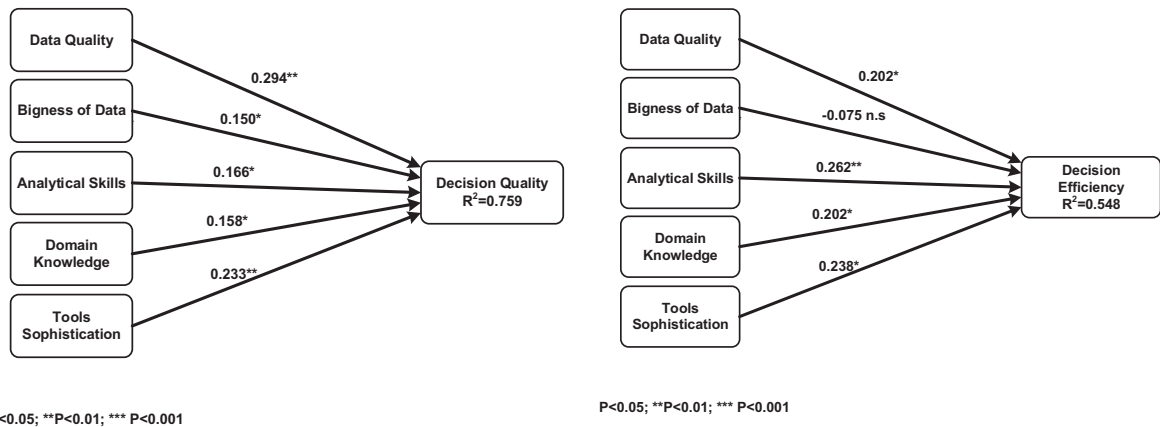 Data Quality
0.294**
Bigness of Data
0.150*
Analytical Skills
0.166*
Decision Quality
R²=0.759
Domain
Knowledge
0.158*
Tools
Sophistication
0.233**
<0.05; **P<0.01; *** P<0.001
Data Quality
0.202*
Bigness of Data
-0.075 n.s
Analytical Skills
0.262**
Decision
Efficiency
R²=0.548
Domain
Knowledge
0.202*
Tools
Sophistication
0.238*
P<0.05; **P<0.01; *** P<0.001